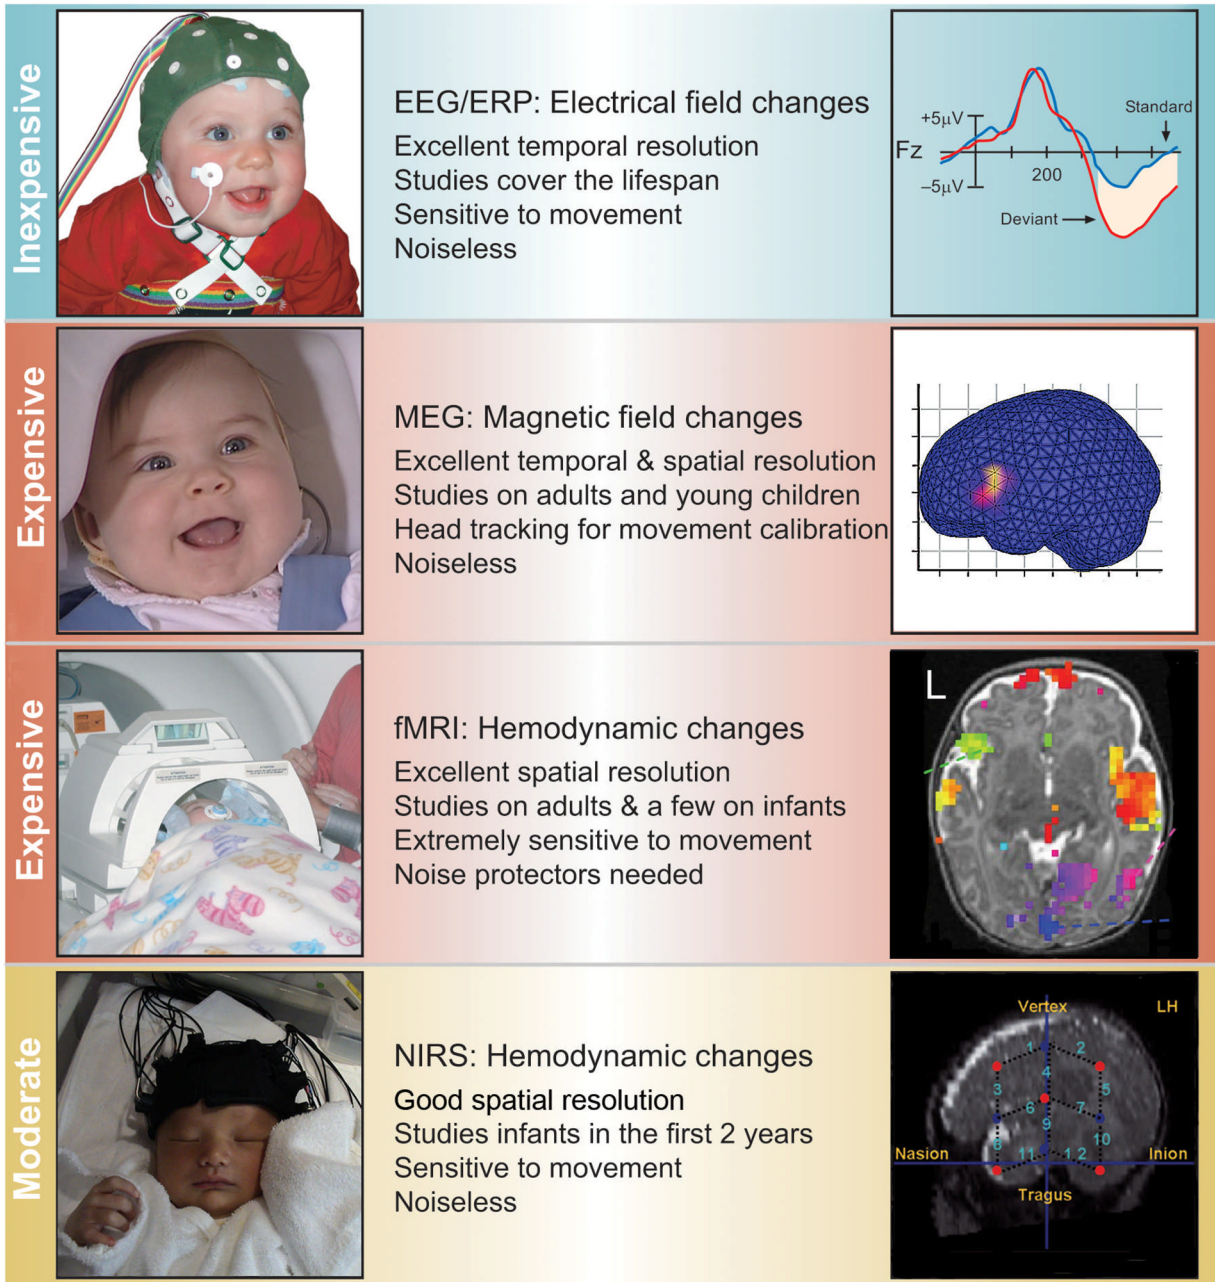 Inexpensive
EEG/ERP: Electrical field changes
Excellent temporal resolution
Studies cover the lifespan
Sensitive to movement
Noiseless
+5µV
Standard
Fz
200
–5µV
Deviant
Expensive
MEG: Magnetic field changes
Excellent temporal & spatial resolution
Studies on adults and young children
Head tracking for movement calibration
Noiseless
Expensive
fMRI: Hemodynamic changes
Excellent spatial resolution
Studies on adults & a few on infants
Extremely sensitive to movement
Noise protectors needed
L
Moderate
NIRS: Hemodynamic changes
Good spatial resolution
Studies infants in the first 2 years
Sensitive to movement
Noiseless
Vertex
LH
1
2
4
3
5
6
7
9
8
10
Nasion
11
1 2
Inion
Tragus